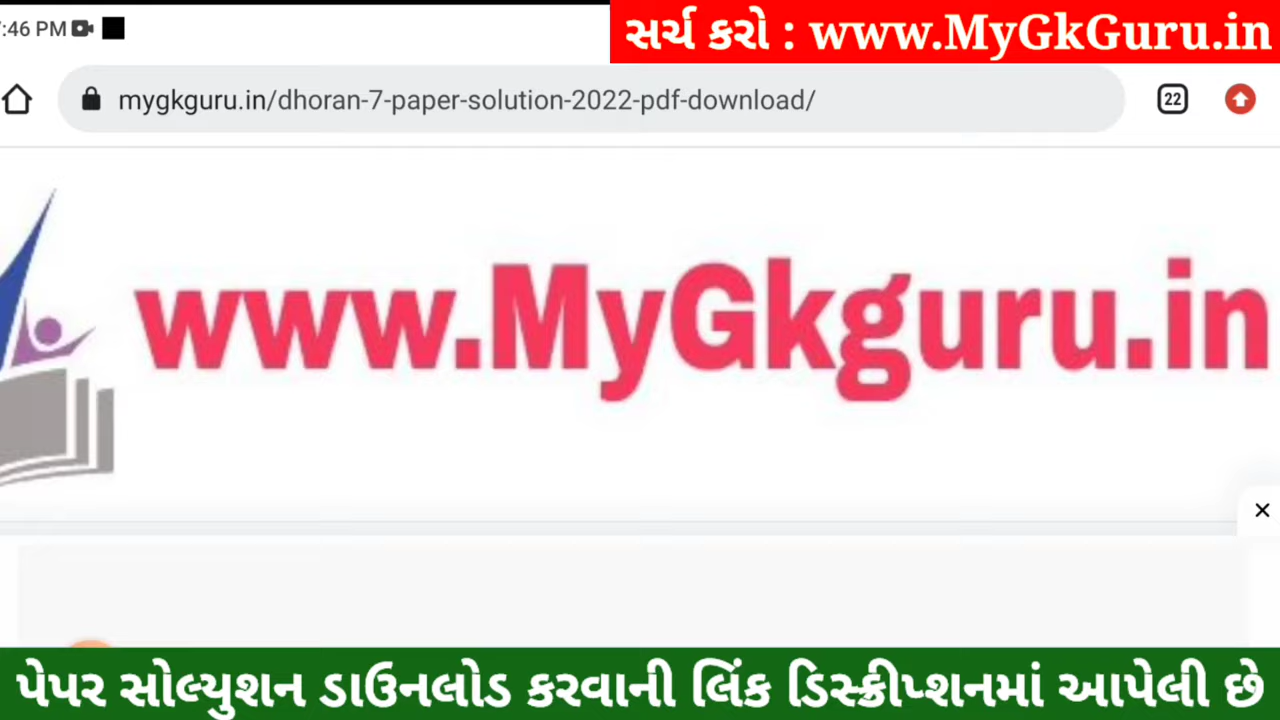 :46 PM
સર્ચ કરો : www.MyGkGuru.in
mygkguru.in/dhoran-7-paper-solution-2022-pdf-download/
22
www.MyGkguru.in
પેપર સોલ્યુશન ડાઉનલોડ કરવાની લિંક ડિસ્ક્રીપ્શનમાં આપેલી છે